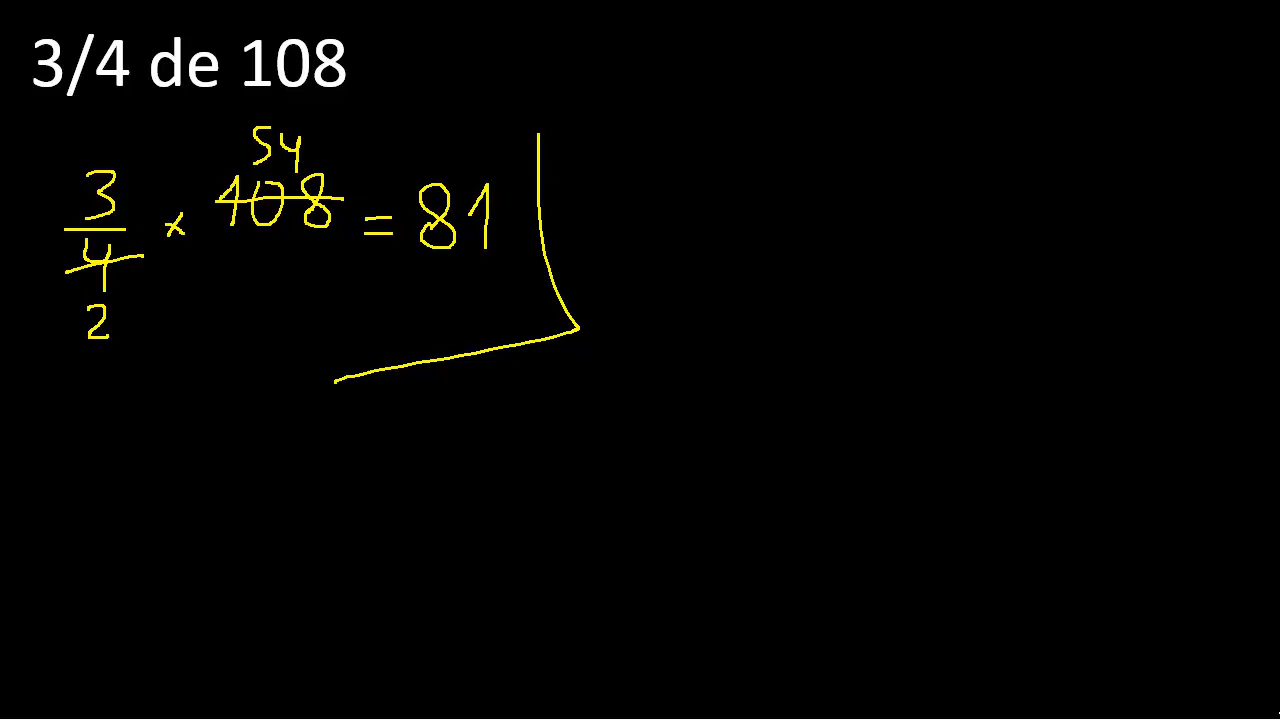 3/4 de 108
54
3/4 × 108 = 81
2